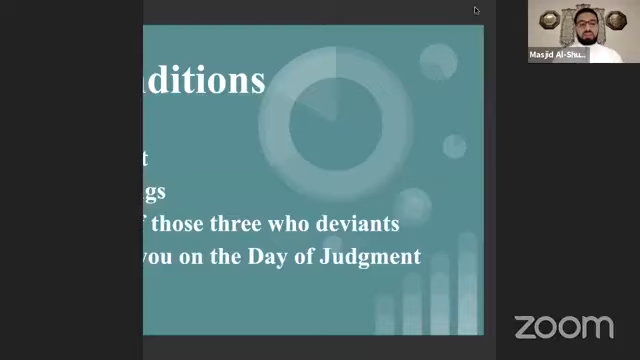 Masjid Al-Shu...
ditions
t
gs
f those three who deviants
you on the Day of Judgment
zoom